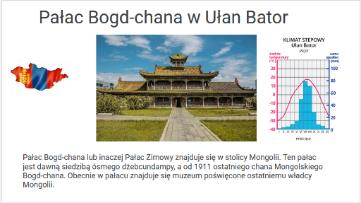 Pałac Bogd-chana w Ułan Bator
KLIMAT STEPOWY
Ułan Bator
Pałac Bogd-chana lub inaczej Pałac Zimowy znajduje się w stolicy Mongolii. Ten pałac
jest dawną siedzibą ósmego dżebcundampy, a od 1911 ostatniego chana Mongolskiego
Bogd-chana. Obecnie w pałacu znajduje się muzeum poświęcone ostatniemu władcy
Mongolii.